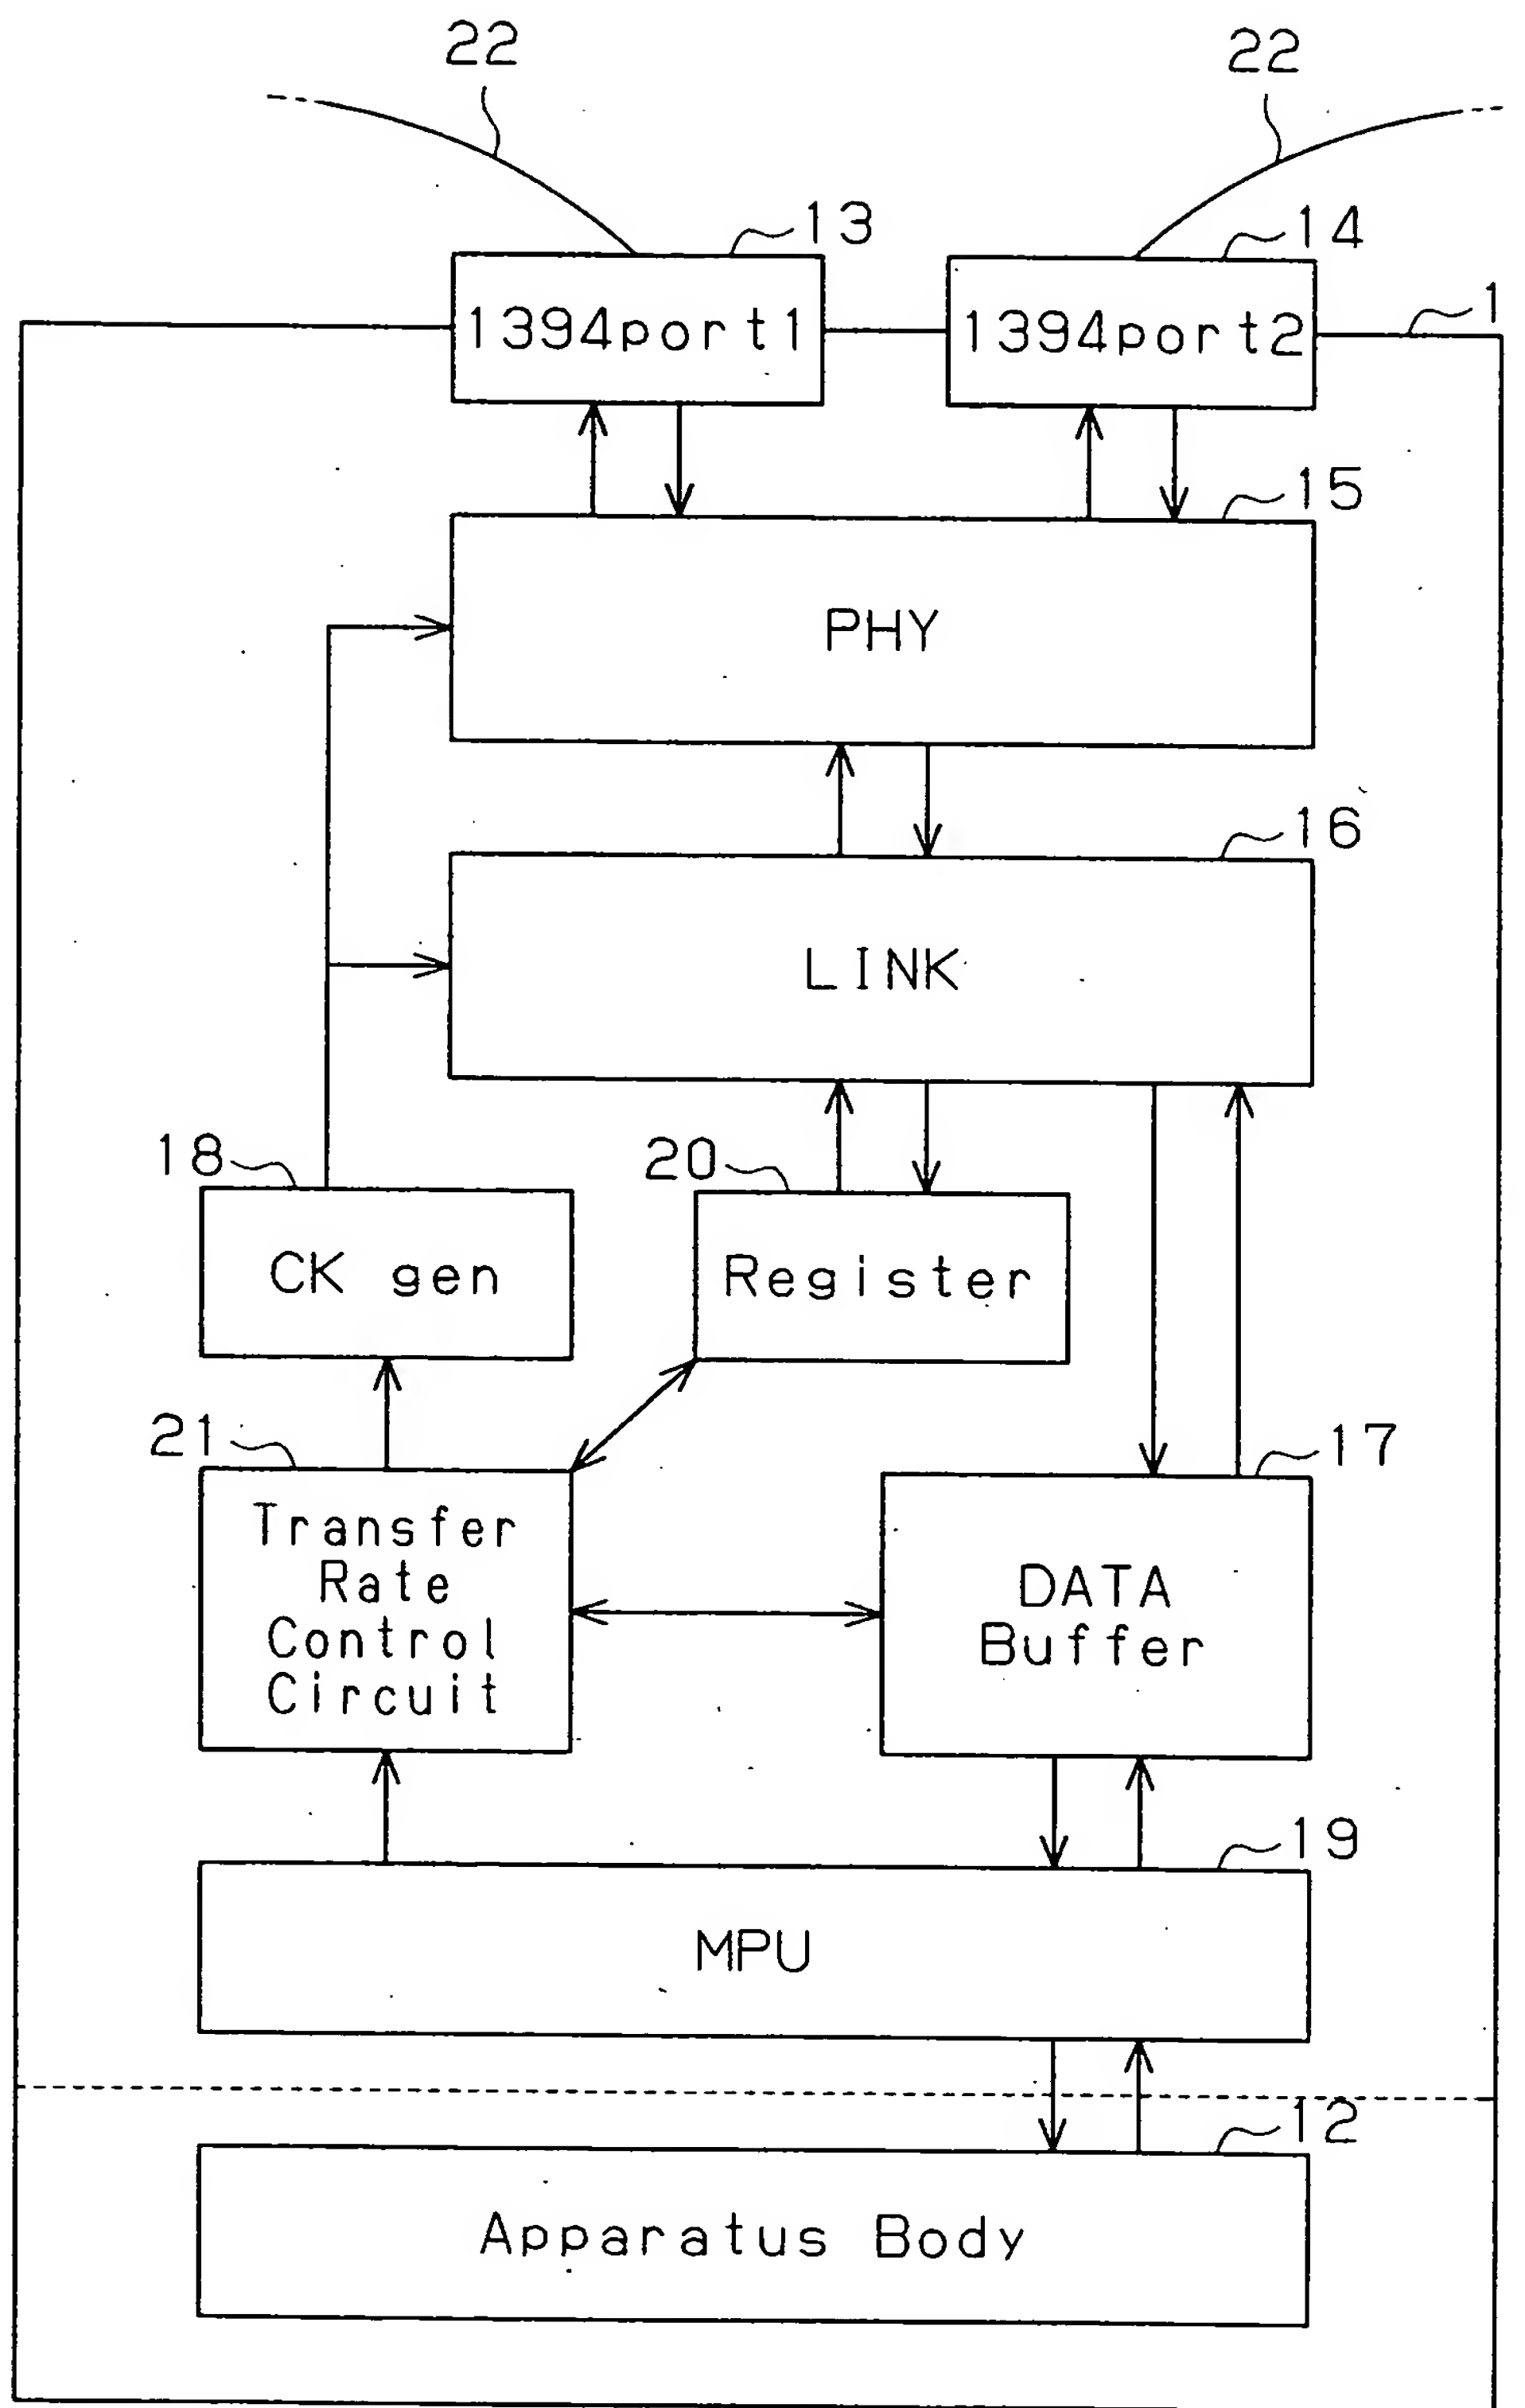 22
22
13
14
1
1394port1
1394port2
15
PHY
16
LINK
18
20
CK gen
Register
21
17
Transfer
Rate
Control
Circuit
DATA
Buffer
19
MPU
12
Apparatus Body